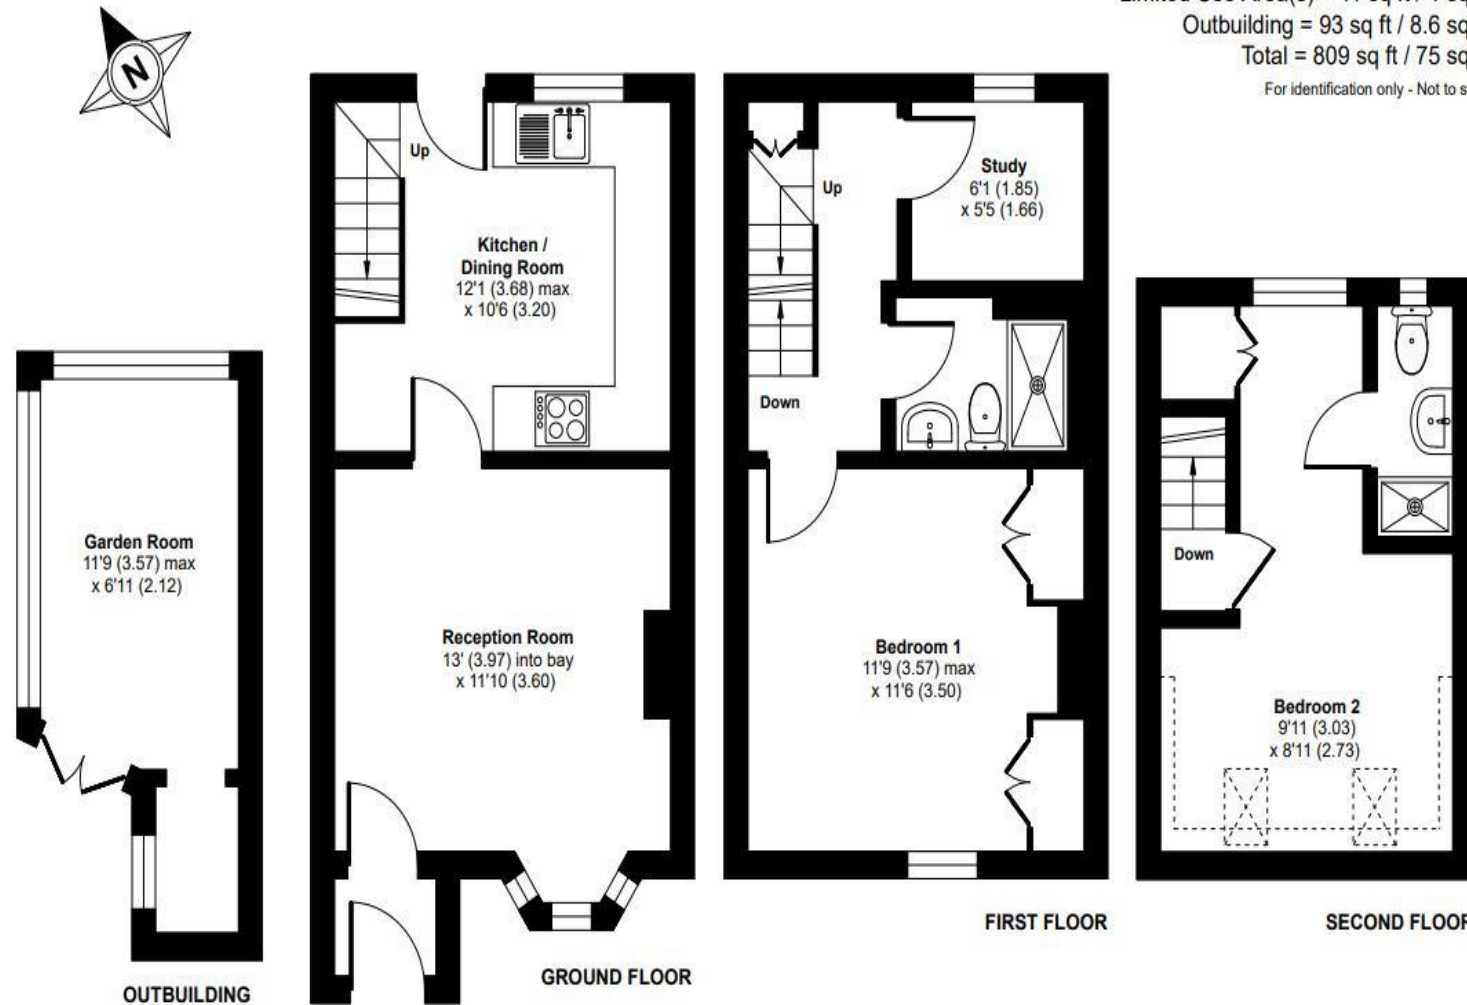 Outbuilding = 93 sq ft / 8.6 sq
Total = 809 sq ft / 75 sq
For identification only - Not to s
N
Up
Kitchen /
Dining Room
12'1 (3.68) max
x 10'6 (3.20)
Up
Study
6'1 (1.85)
x 5'5 (1.66)
Down
Garden Room
11'9 (3.57) max
x 6'11 (2.12)
Reception Room
13' (3.97) into bay
x 11'10 (3.60)
Bedroom 1
11'9 (3.57) max
x 11'6 (3.50)
Down
Bedroom 2
9'11 (3.03)
x 8'11 (2.73)
OUTBUILDING
GROUND FLOOR
FIRST FLOOR
SECOND FLOOR